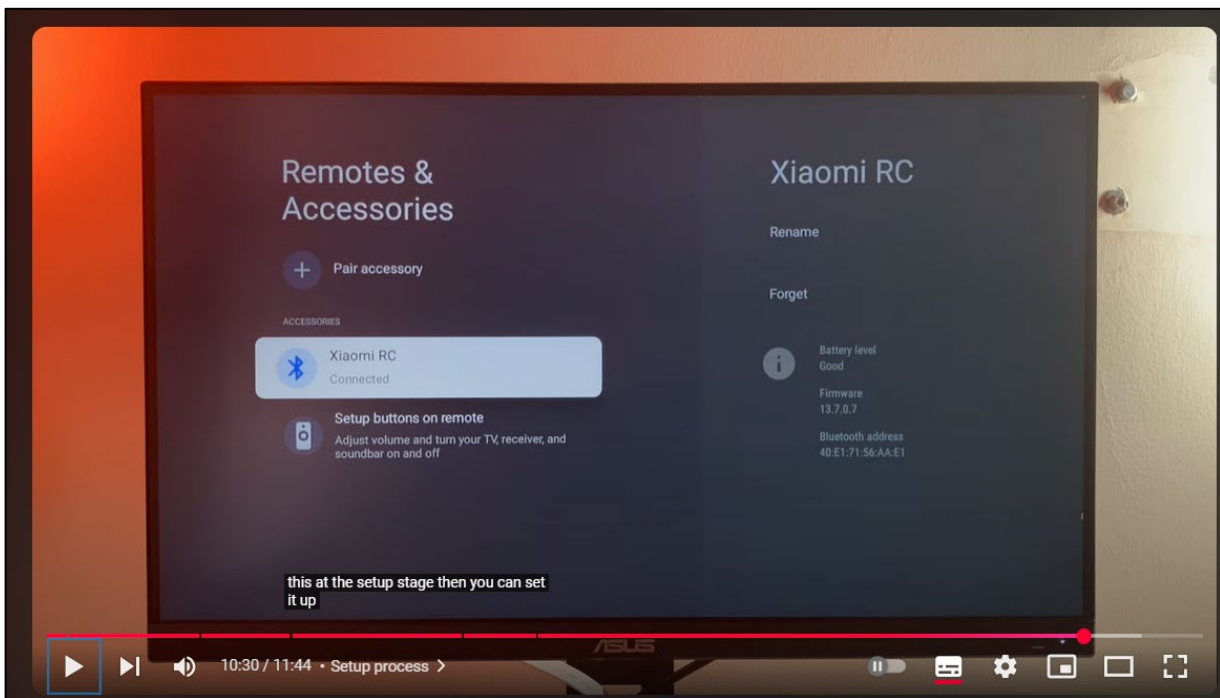 Remotes &
Accessories
Pair accessory
ACCESSORIES
Xiaomi RC
Connected
Setup buttons on remote
Adjust volume and turn your TV, receiver, and
soundbar on and off
Xiaomi RC
Rename
Forget
Battery level
Good
Firmware
13.7.0.7
Bluetooth address
40:E1:71:56:AA:E1
this at the setup stage then you can set
it up
ASUS
10:30 / 11:44 • Setup process >